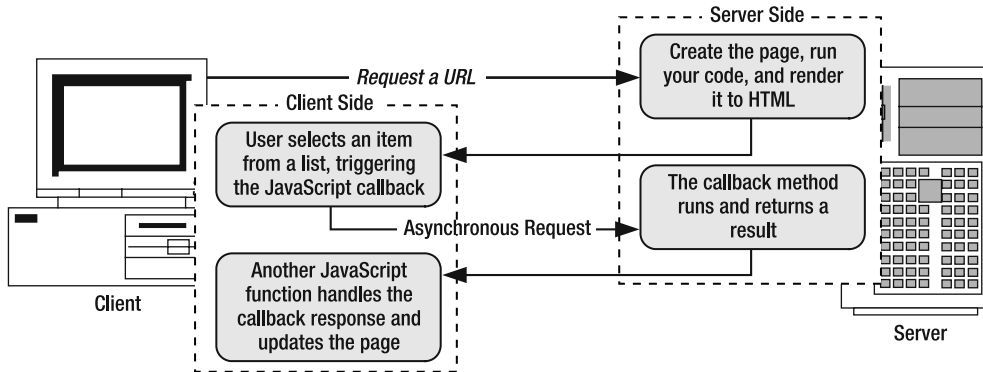 Server Side
Request a URL
Create the page, run
your code, and render
it to HTML
Client Side
User selects an item
from a list, triggering
the JavaScript callback
The callback method
runs and returns a
result
Asynchronous Request
Another JavaScript
function handles the
callback response and
updates the page
Client
Server